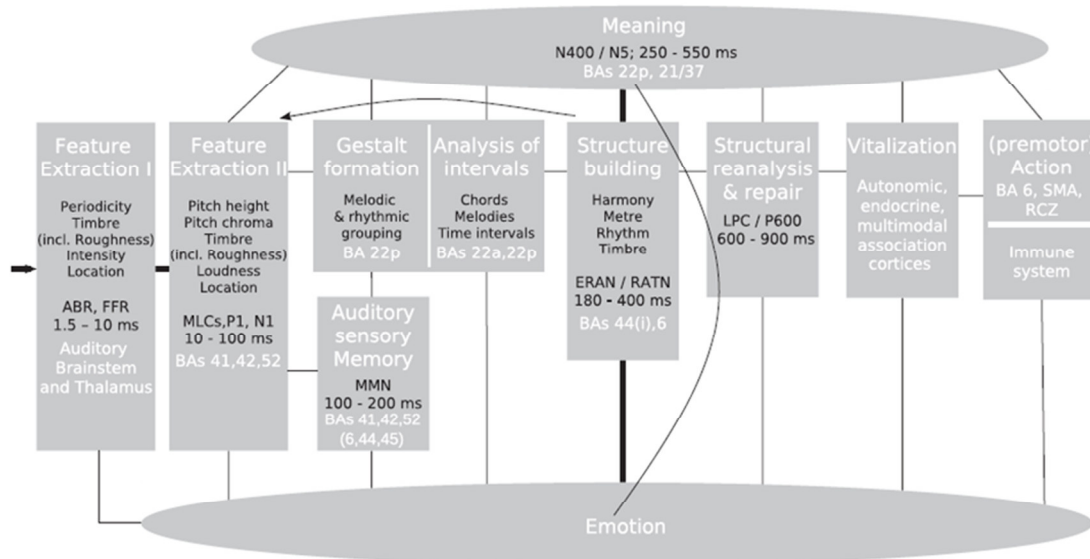 Meaning
N400 / N5; 250 - 550 ms
BAs 22p, 21/37
Feature
Extraction I
Periodicity
Timbre
(incl. Roughness)
Intensity
Location
ABR, FFR
1.5 – 10 ms
Auditory
Brainstem
and Thalamus
Feature
Extraction II
Pitch height
Pitch chroma
Timbre
(incl. Roughness)
Loudness
Location
MLCs,P1, N1
10 - 100 ms
BAs 41,42,52
Gestalt
formation
Melodic
& rhythmic
grouping
BA 22p
Analysis of
intervals
Chords
Melodies
Time intervals
BAs 22a,22p
Auditory
sensory
Memory
MMN
100 - 200 ms
BAs 41,42,52
(6,44,45)
Structure
building
Harmony
Metre
Rhythm
Timbre
ERAN / RATN
180 - 400 ms
BAs 44(i),6
Structural
reanalysis
& repair
LPC / P600
600 - 900 ms
Vitalization
Autonomic,
endocrine,
multimodal
association
cortices
(premotor
Action
BA 6, SMA,
RCZ
Immune
system
Emotion